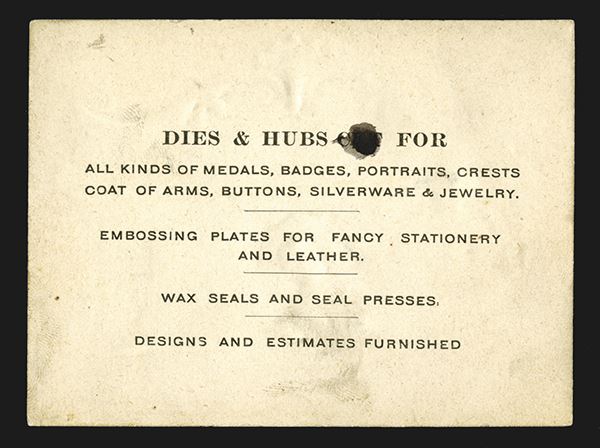 DIES & HUBS FOR
ALL KINDS OF MEDALS, BADGES, PORTRAITS, CRESTS
COAT OF ARMS, BUTTONS, SILVERWARE & JEWELRY.
EMBOSSING PLATES FOR FANCY STATIONERY
AND LEATHER.
WAX SEALS AND SEAL PRESSES.
DESIGNS AND ESTIMATES FURNISHED